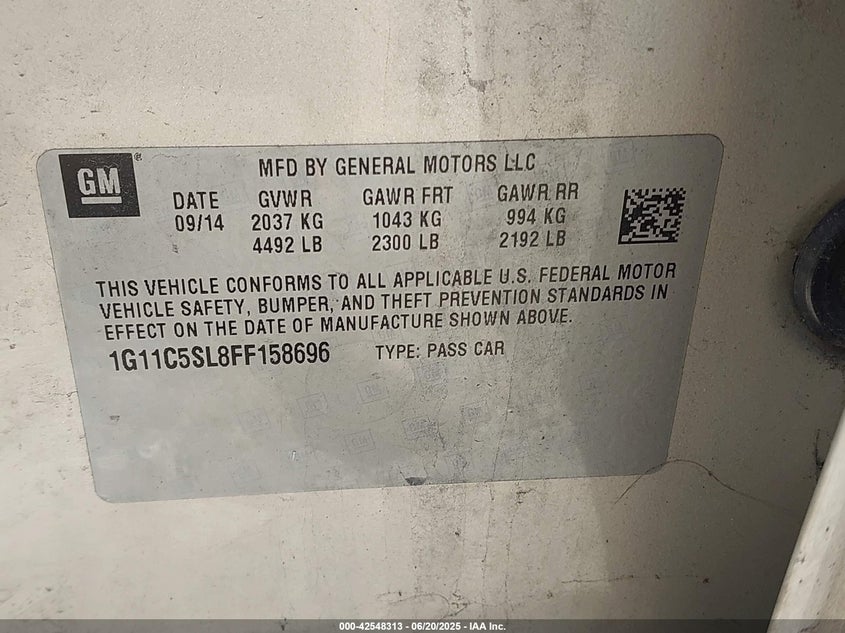 GM
®
MFD BY GENERAL MOTORS LLC
DATE GVWR GAWR FRT GAWR RR
09/14 2037 KG 1043 KG 994 KG
4492 LB 2300 LB 2192 LB
THIS VEHICLE CONFORMS TO ALL APPLICABLE U.S. FEDERAL MOTOR
VEHICLE SAFETY, BUMPER, AND THEFT PREVENTION STANDARDS IN
EFFECT ON THE DATE OF MANUFACTURE SHOWN ABOVE.
1G11C5SL8FF158696 TYPE: PASS CAR
000-42548313 - 06/20/2025 - IAA Inc.